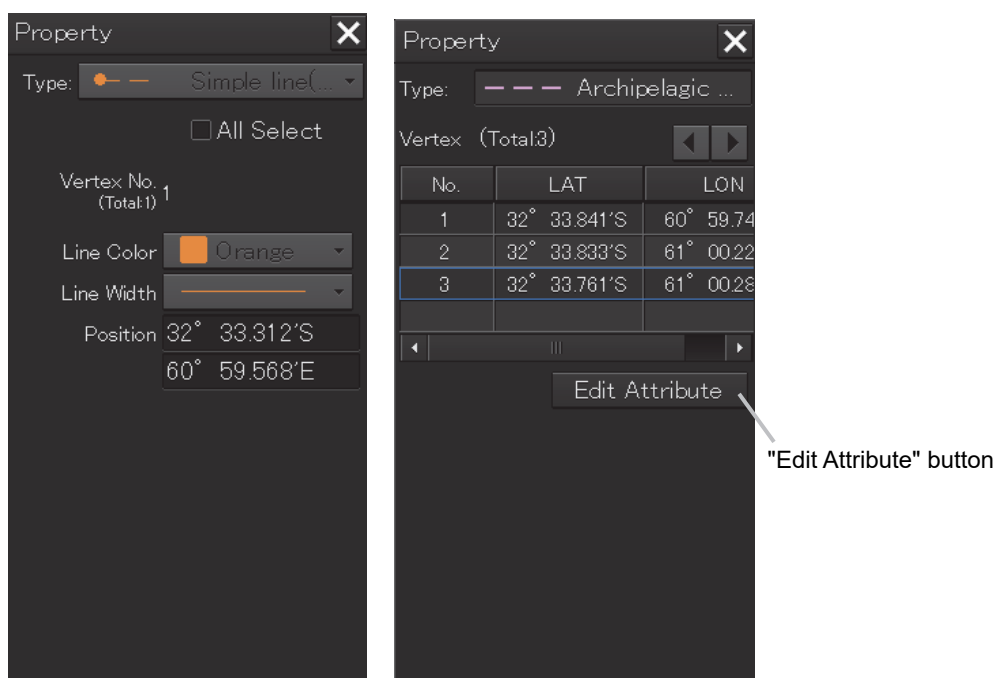 Property
Type: Simple line(...
All Select
Vertex No. 1
(Total:1)
Line Color Orange
Line Width
Position 32° 33.312'S
60° 59.568'E
Property
Type: Archipelagic ...
Vertex (Total:3)
No. LAT LON
1 32° 33.841'S 60° 59.74
2 32° 33.833'S 61° 00.22
3 32° 33.761'S 61° 00.28
Edit Attribute
"Edit Attribute" button